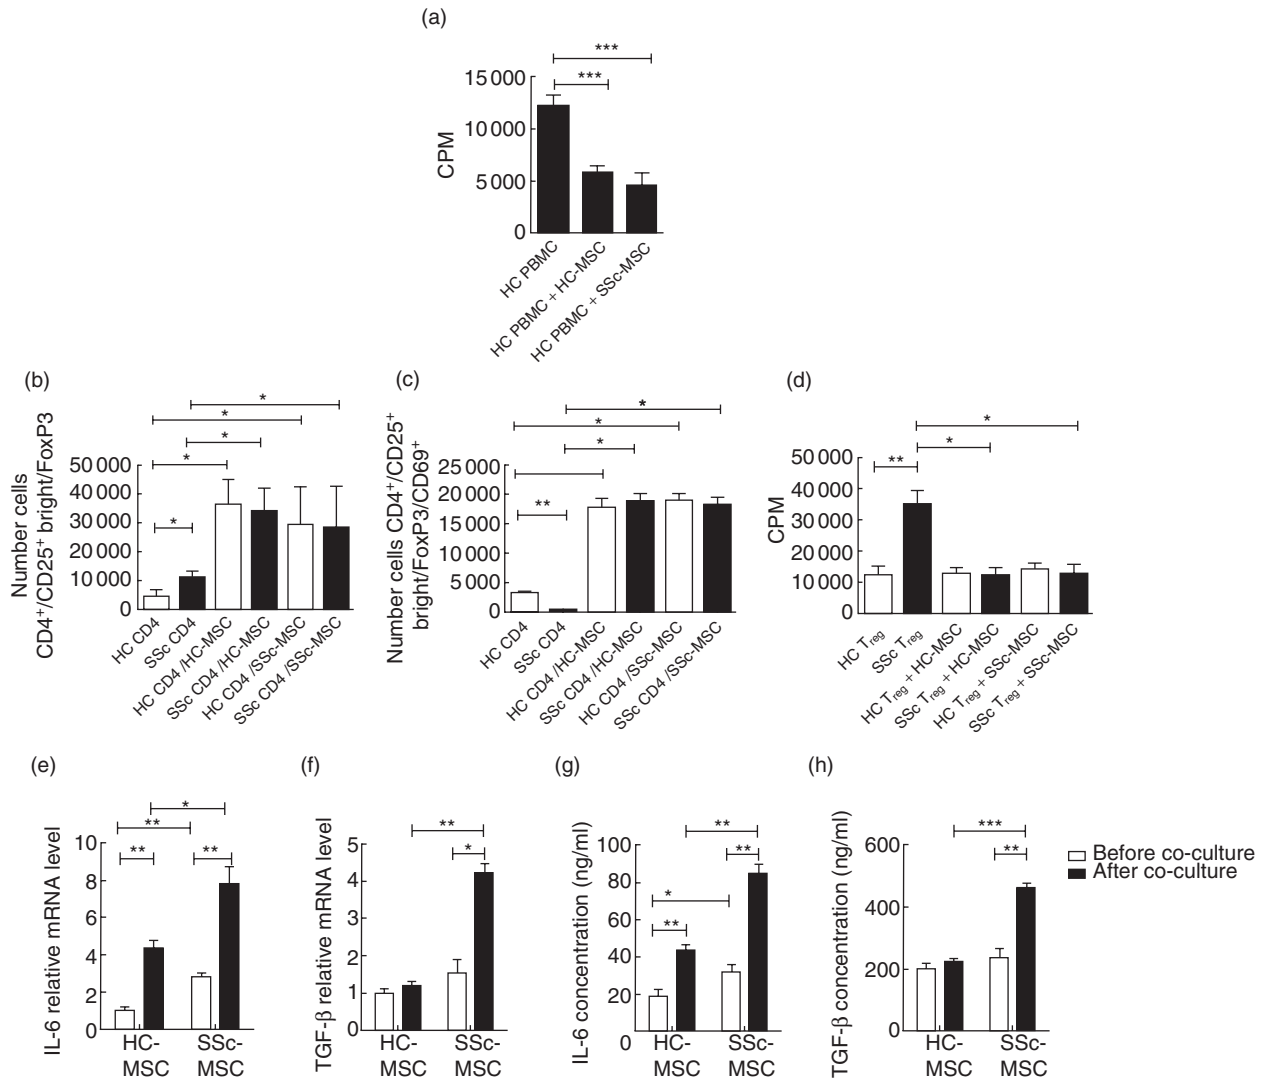 (a)
***
***
15 000
10 000
5 000
0
CPM
HC PBMC
HC PBMC + HC-MSC
HC PBMC + SSc-MSC
(b)
*
*
*
*
*
50 000
40 000
30 000
20 000
10 000
0
Number cells
CD4+/CD25+ bright/FoxP3
HC CD4
SSc CD4
HC CD4 /HC-MSC
SSc CD4 /HC-MSC
HC CD4 /SSc-MSC
SSc CD4 /SSc-MSC
(c)
*
*
*
**
25 000
20 000
15 000
10 000
5 000
0
Number cells CD4+/CD25+
bright/FoxP3/CD69+
HC CD4
SSc CD4
HC CD4 /HC-MSC
SSc CD4 /HC-MSC
HC CD4 /SSc-MSC
SSc CD4 /SSc-MSC
(d)
*
*
**
50 000
40 000
30 000
20 000
10 000
0
CPM
HC Treg
SSc Treg
HC Treg + HC-MSC
SSc Treg + HC-MSC
HC Treg + SSc-MSC
SSc Treg + SSc-MSC
(e)
*
**
**
**
10
8
6
4
2
0
IL-6 relative mRNA level
HC-
MSC
SSc-
MSC
(f)
**
*
5
4
3
2
1
0
TGF-β relative mRNA level
HC-
MSC
SSc-
MSC
(g)
**
**
*
**
100
80
60
40
20
0
IL-6 concentration (ng/ml)
HC-
MSC
SSc-
MSC
(h)
***
**
600
400
200
0
TGF-β concentration (ng/ml)
HC-
MSC
SSc-
MSC
Before co-culture
After co-culture